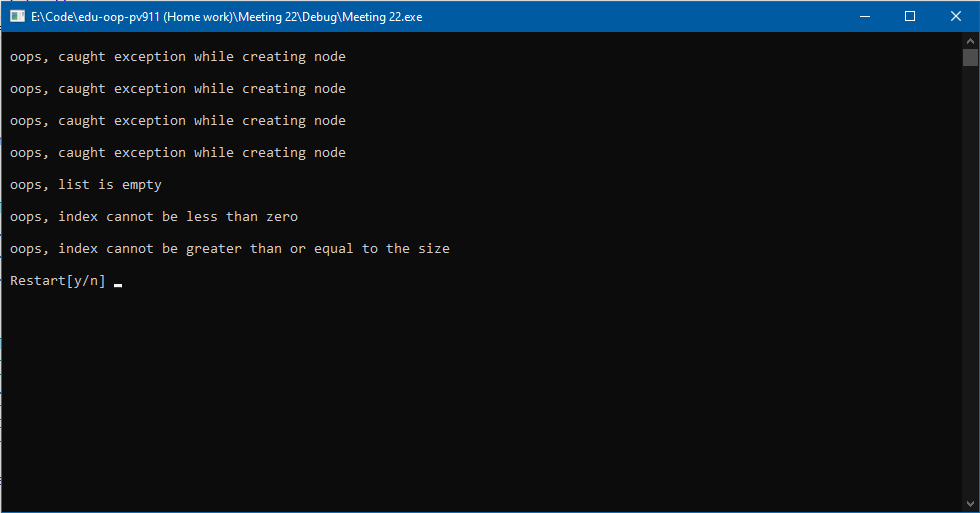 E:\Code\edu-oop-pv911 (Home work)\Meeting 22\Debug\Meeting 22.exe
oops, caught exception while creating node
oops, caught exception while creating node
oops, caught exception while creating node
oops, caught exception while creating node
oops, list is empty
oops, index cannot be less than zero
oops, index cannot be greater than or equal to the size
Restart[y/n]